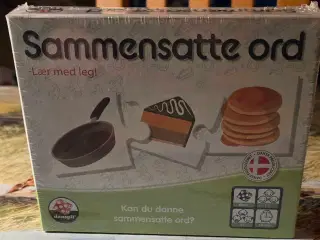 Sammensatte ord
-Lær med leg!
Kan du danne
sammensatte ord?